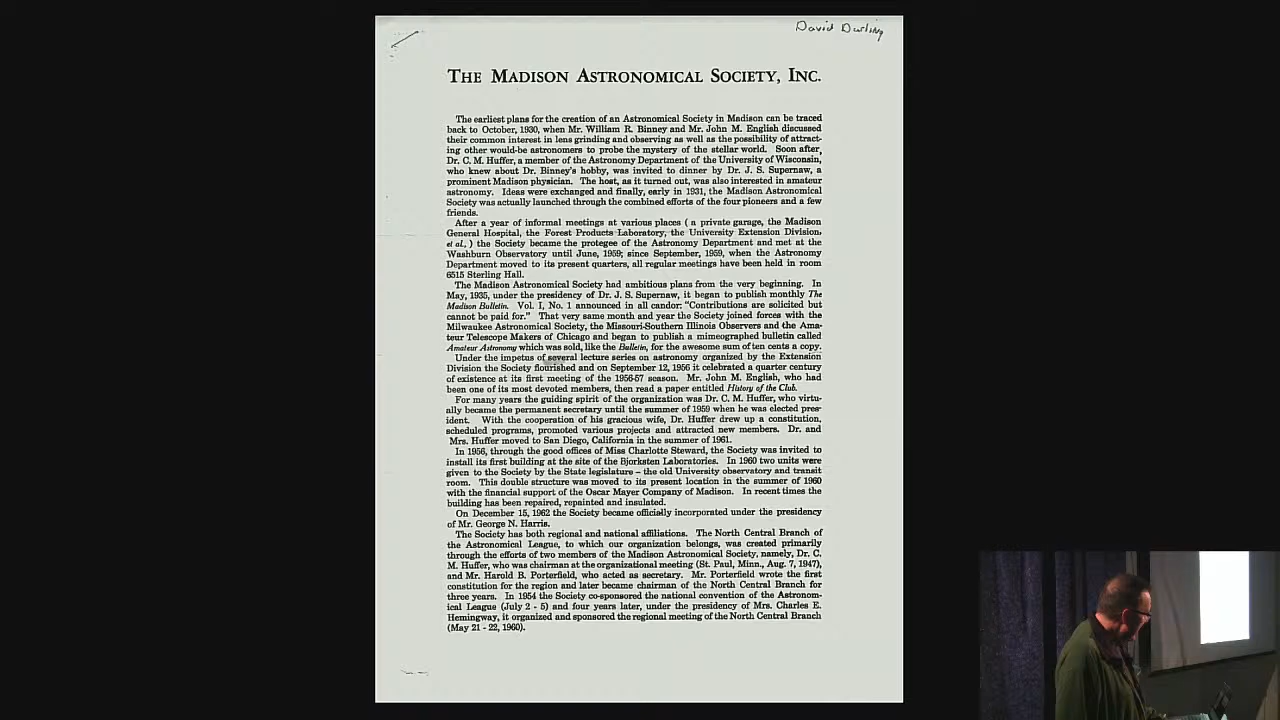 David Darling
THE MADISON ASTRONOMICAL SOCIETY, INC.
The earliest plans for the creation of an Astronomical Society in Madison can be traced
back to October, 1930, when Mr. William R. Binney and Mr. John M. English discussed
their common interest in lens grinding and observing as well as the possibility of attract-
ing other would-be astronomers to probe the mystery of the stellar world. Soon after,
Dr. C. M. Huffer, a member of the Astronomy Department of the University of Wisconsin,
who knew about Dr. Binney's hobby, was invited to dinner by Dr. J. S. Supernaw, a
prominent Madison physician. The host, as it turned out, was also interested in amateur
astronomy. Ideas were exchanged and finally, early in 1931, the Madison Astronomical
Society was actually launched through the combined efforts of the four pioneers and a few
friends.
After a year of informal meetings at various places ( a private garage, the Madison
General Hospital, the Forest Products Laboratory, the University Extension Division,
et al., ) the Society became the protegee of the Astronomy Department and met at the
Washburn Observatory until June, 1959; since September, 1959, when the Astronomy
Department moved to its present quarters, all regular meetings have been held in room
6515 Sterling Hall.
The Madison Astronomical Society had ambitious plans from the very beginning. In
May, 1935, under the presidency of Dr. J. S. Supernaw, it began to publish monthly The
Madison Bulletin. Vol. I, No. 1 announced in all candor: "Contributions are solicited but
cannot be paid for." That very same month and year the Society joined forces with the
Milwaukee Astronomical Society, the Missouri-Southern Illinois Observers and the Ama-
teur Telescope Makers of Chicago and began to publish a mimeographed bulletin called
Amateur Astronomy which was sold, like the Bulletin, for the awesome sum of ten cents a copy.
Under the impetus of several lecture series on astronomy organized by the Extension
Division the Society flourished and on September 12, 1956 it celebrated a quarter century
of existence at its first meeting of the 1956-57 season. Mr. John M. English, who had
been one of its most devoted members, then read a paper entitled History of the Club.
For many years the guiding spirit of the organization was Dr. C. M. Huffer, who virtu-
ally became the permanent secretary until the summer of 1959 when he was elected pres-
ident. With the cooperation of his gracious wife, Dr. Huffer drew up a constitution,
scheduled programs, promoted various projects and attracted new members. Dr. and
Mrs. Huffer moved to San Diego, California in the summer of 1961.
In 1956, through the good offices of Miss Charlotte Steward, the Society was invited to
install its first building at the site of the Bjorksten Laboratories. In 1960 two units were
given to the Society by the State legislature – the old University observatory and transit
room. This double structure was moved to its present location in the summer of 1960
with the financial support of the Oscar Mayer Company of Madison. In recent times the
building has been repaired, repainted and insulated.
On December 15, 1962 the Society became officially incorporated under the presidency
of Mr. George N. Harris.
The Society has both regional and national affiliations. The North Central Branch of
the Astronomical League, to which our organization belongs, was created primarily
through the efforts of two members of the Madison Astronomical Society, namely, Dr. C.
M. Huffer, who was chairman at the organizational meeting (St. Paul, Minn., Aug. 7, 1947),
and Mr. Harold B. Porterfield, who acted as secretary. Mr. Porterfield wrote the first
constitution for the region and later became chairman of the North Central Branch for
three years. In 1954 the Society co-sponsored the national convention of the Astronom-
ical League (July 2 - 5) and four years later, under the presidency of Mrs. Charles E.
Hemingway, it organized and sponsored the regional meeting of the North Central Branch
(May 21 - 22, 1960).